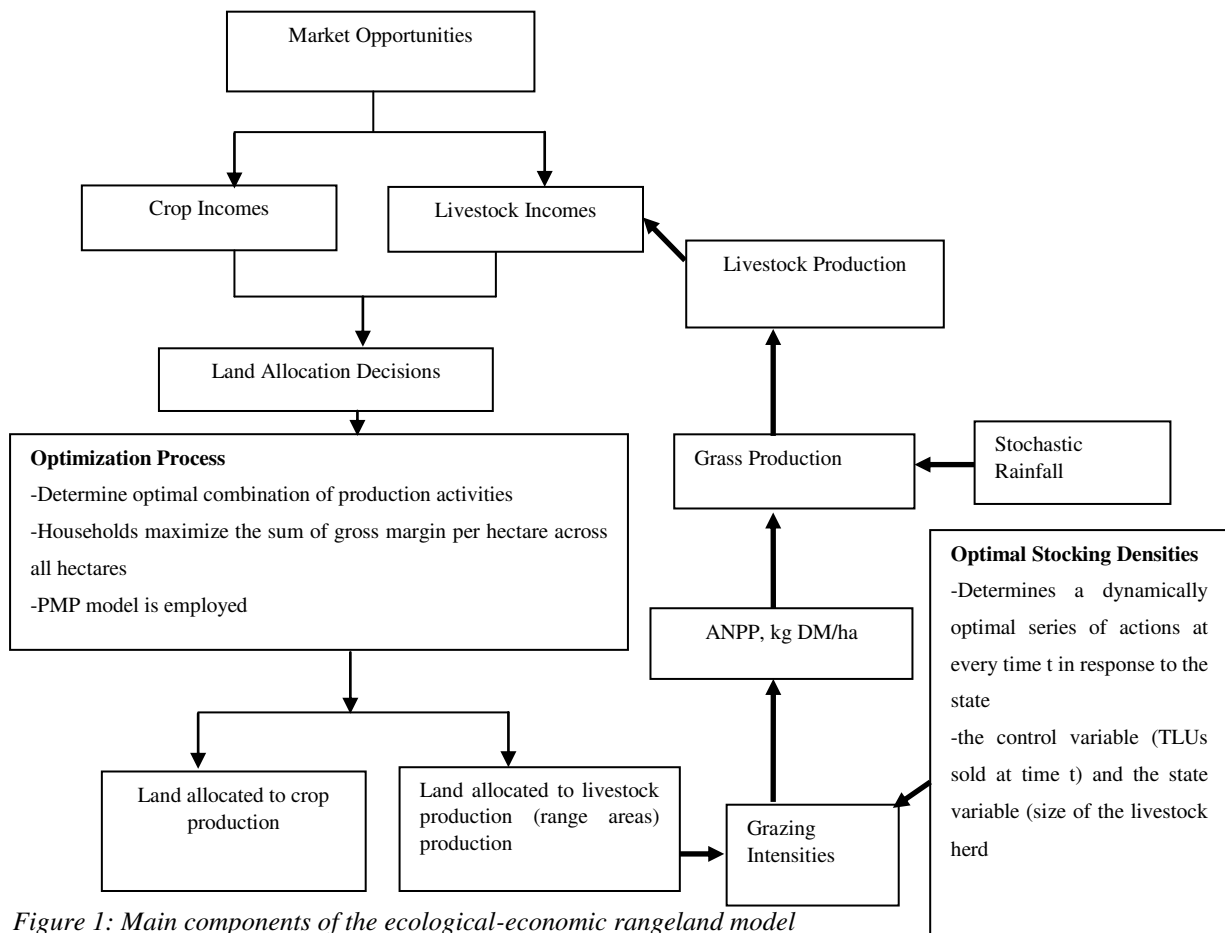 Market Opportunities
Crop Incomes
Livestock Incomes
Livestock Production
Land Allocation Decisions
Optimization Process
-Determine optimal combination of production activities
-Households maximize the sum of gross margin per hectare across
all hectares
-PMP model is employed
Grass Production
Stochastic
Rainfall
Optimal Stocking Densities
-Determines a dynamically
optimal series of actions at
every time t in response to the
state
-the control variable (TLUs
sold at time t) and the state
variable (size of the livestock
herd
ANPP, kg DM/ha
Land allocated to crop
production
Land allocated to livestock
production (range areas)
production
Grazing
Intensities
Figure 1: Main components of the ecological-economic rangeland model